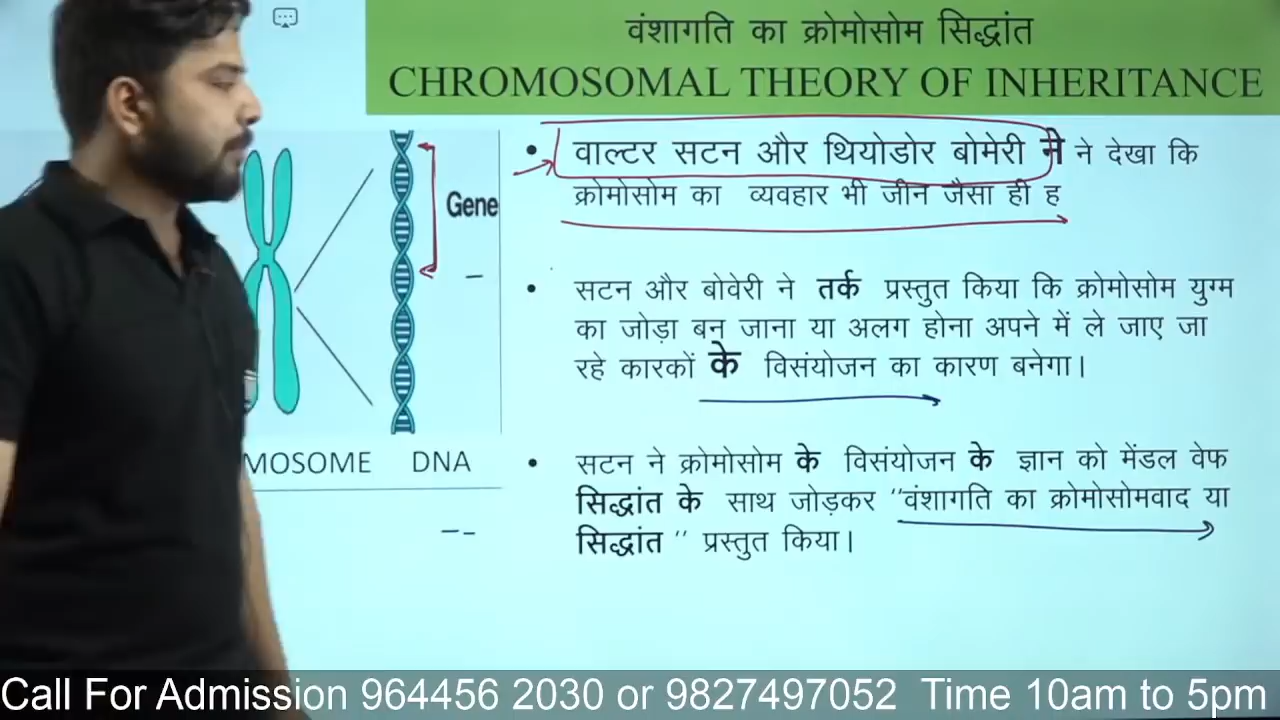 वंशागति का क्रोमोसोम सिद्धांत
CHROMOSOMAL THEORY OF INHERITANCE
• वाल्टर सटन और थियोडोर बोमेरी ने ने देखा कि
क्रोमोसोम का व्यवहार भी जीन जैसा ही ह
Gene
• सटन और बोवेरी ने तर्क प्रस्तुत किया कि क्रोमोसोम युग्म
का जोड़ा बन जाना या अलग होना अपने में ले जाए जा
रहे कारकों के विसंयोजन का कारण बनेगा।
MOSOME DNA
• सटन ने क्रोमोसोम के विसंयोजन के ज्ञान को मेंडल वेफ
सिद्धांत के साथ जोड़कर "वंशागति का क्रोमोसोमवाद या
सिद्धांत " प्रस्तुत किया।
Call For Admission 964456 2030 or 9827497052 Time 10am to 5pm